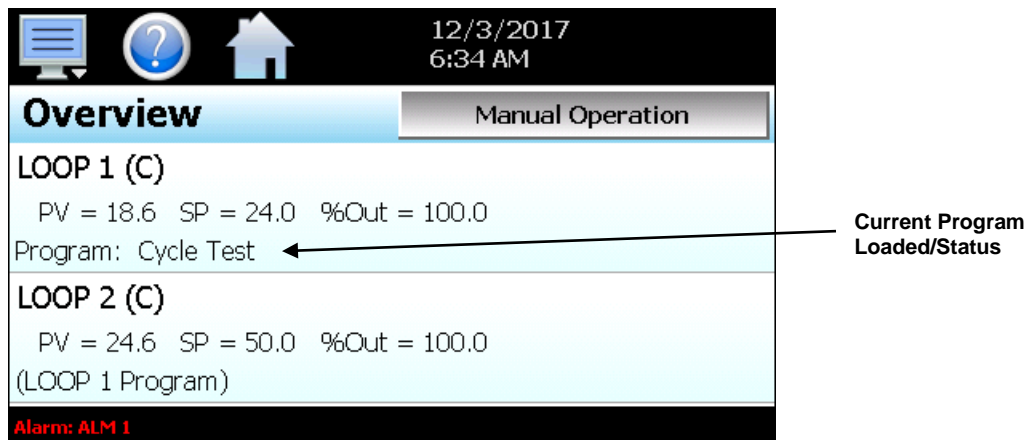 12/3/2017
6:34 AM
Overview
Manual Operation
LOOP 1 (C)
PV = 18.6 SP = 24.0 %Out = 100.0
Program: Cycle Test
Current Program
Loaded/Status
LOOP 2 (C)
PV = 24.6 SP = 50.0 %Out = 100.0
(LOOP 1 Program)
Alarm: ALM 1